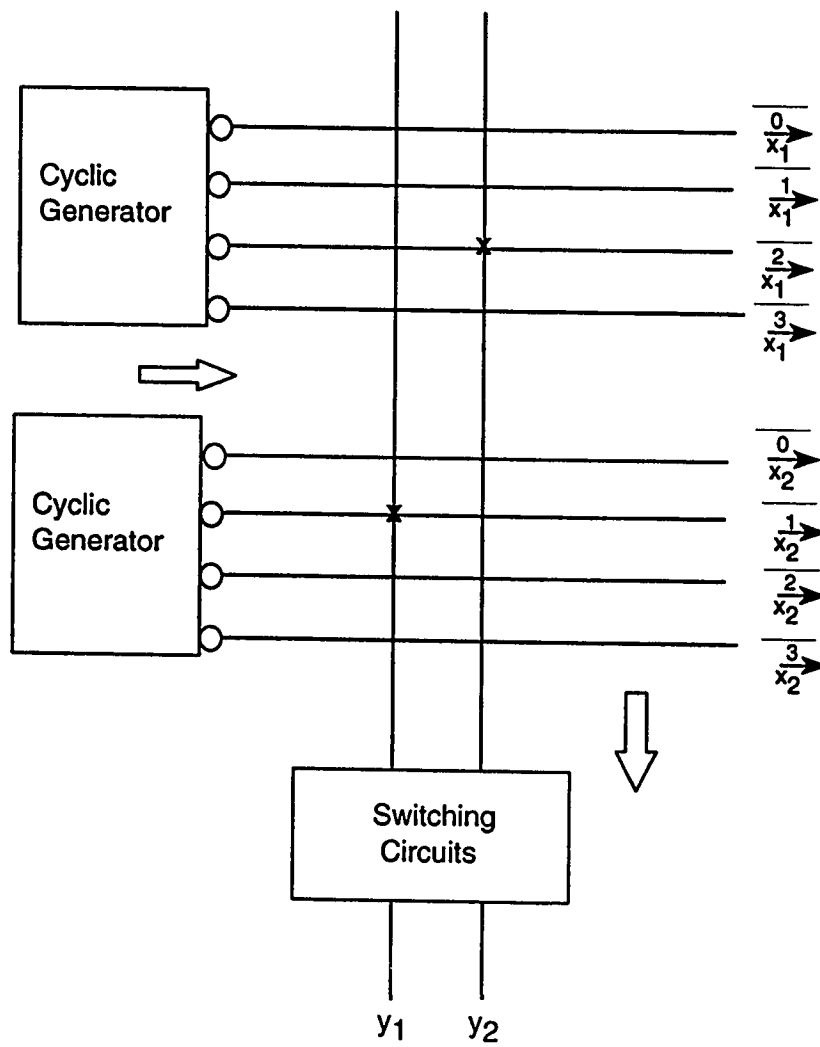 Cyclic
Generator
0
x1
1
x1
2
x1
3
x1
Cyclic
Generator
0
x2
1
x2
2
x2
3
x2
Switching
Circuits
y1 y2